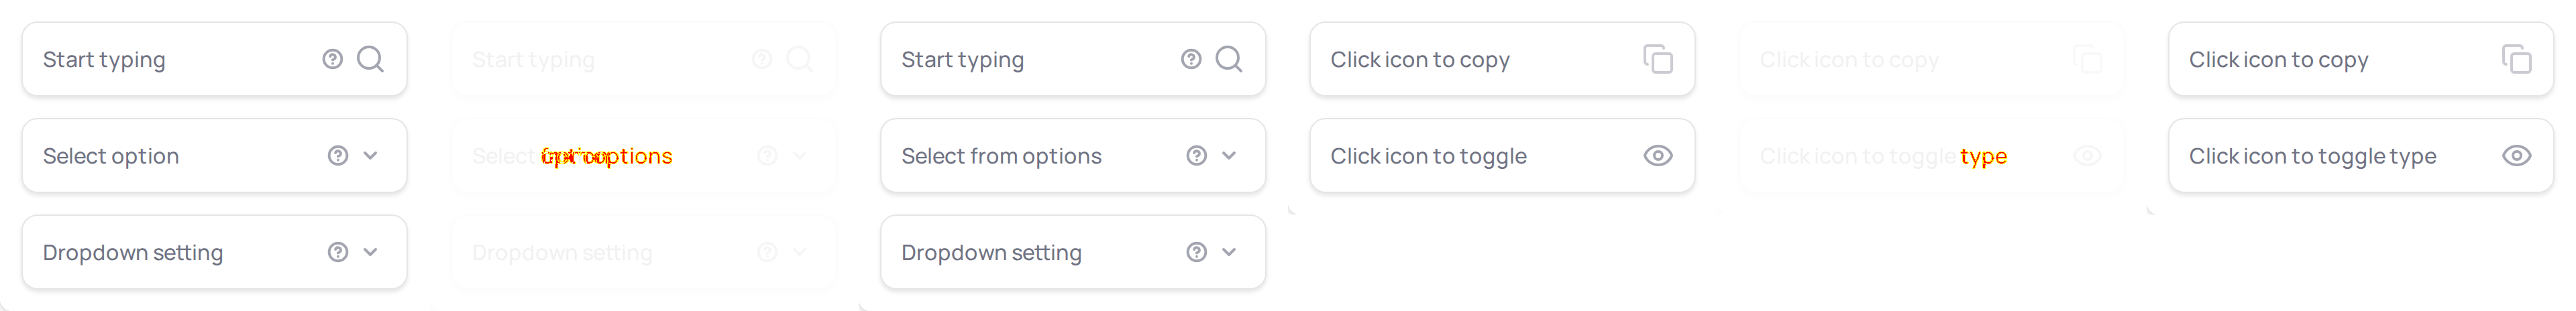 Start typing
Start typing
Start typing
Click icon to copy
Click icon to copy
Click icon to copy
Select option
Select options
Select from options
Click icon to toggle
Click icon to toggle type
Click icon to toggle type
Dropdown setting
Dropdown setting
Dropdown setting